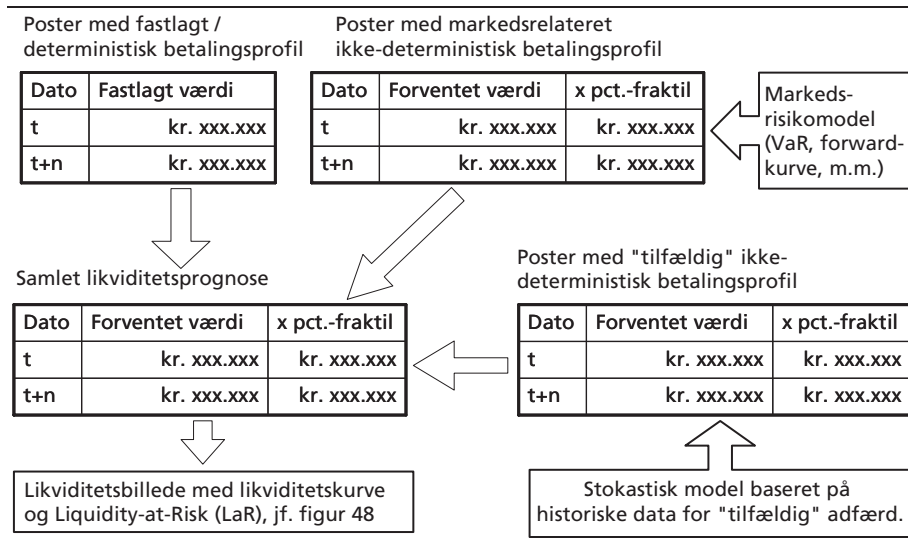 Poster med fastlagt /
deterministisk betalingsprofil
Dato Fastlagt værdi
t kr. xxx.xxx
t+n kr. xxx.xxx
Poster med markedsrelateret
ikke-deterministisk betalingsprofil
Dato Forventet værdi x pct.-fraktil
t kr. xxx.xxx kr. xxx.xxx
t+n kr. xxx.xxx kr. xxx.xxx
Markeds-
risikomodel
(VaR, forward-
kurve, m.m.)
Samlet likviditetsprognose
Dato Forventet værdi x pct.-fraktil
t kr. xxx.xxx kr. xxx.xxx
t+n kr. xxx.xxx kr. xxx.xxx
Poster med "tilfældig" ikke-
deterministisk betalingsprofil
Dato Forventet værdi x pct.-fraktil
t kr. xxx.xxx kr. xxx.xxx
t+n kr. xxx.xxx kr. xxx.xxx
Likviditetsbillede med likviditetskurve
og Liquidity-at-Risk (LaR), jf. figur 48
Stokastisk model baseret på
historiske data for "tilfældig" adfærd.